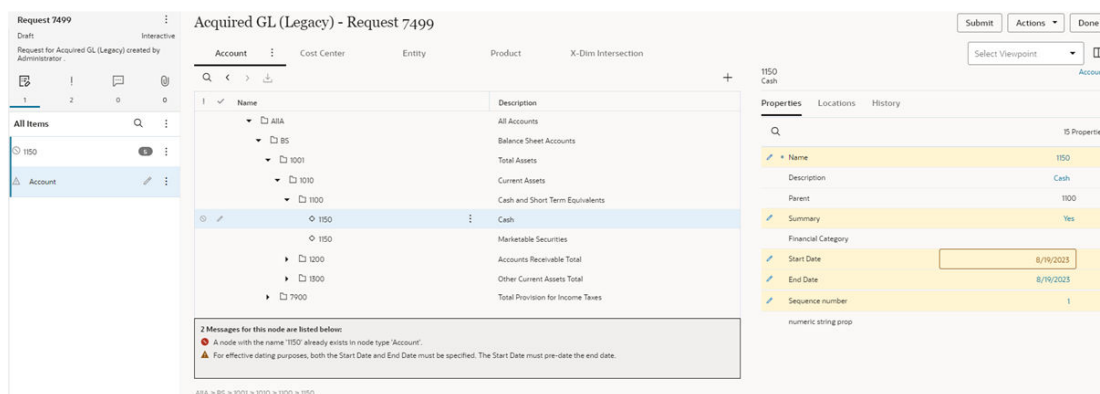 Request 7499
Draft Interactive
Request for Acquired GL (Legacy) created by
Administrator .
1 2 0 0
All Items
1150 5
Account
Acquired GL (Legacy) - Request 7499
Submit Actions Done
Account Cost Center Entity Product X-Dim Intersection
Select Viewpoint
Name Description
AllA All Accounts
BS Balance Sheet Accounts
1001 Total Assets
1010 Current Assets
1100 Cash and Short Term Equivalents
1150 Cash
1150 Marketable Securities
1200 Accounts Receivable Total
1300 Other Current Assets Total
7900 Total Provision for Income Taxes
2 Messages for this node are listed below:
A node with the name '1150' already exists in node type 'Account'.
For effective dating purposes, both the Start Date and End Date must be specified. The Start Date must pre-date the end date.
AllA > BS > 1001 > 1010 > 1100 > 1150
1150
Cash
Accou
Properties Locations History
15 Propertie
* Name 1150
Description Cash
Parent 1100
Summary Yes
Financial Category
Start Date 8/19/2023
End Date 8/19/2023
Sequence number 1
numeric string prop